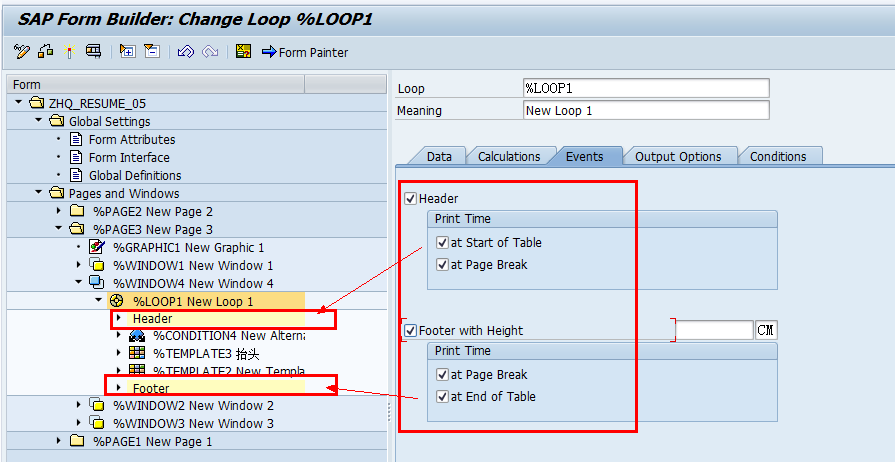 SAP Form Builder: Change Loop %LOOP1
Form Painter
Form
ZHQ_RESUME_05
Global Settings
Form Attributes
Form Interface
Global Definitions
Pages and Windows
%PAGE2 New Page 2
%PAGE3 New Page 3
%GRAPHIC1 New Graphic 1
%WINDOW1 New Window 1
%WINDOW4 New Window 4
%LOOP1 New Loop 1
Header
%CONDITION4 New Altern
%TEMPLATE3 抬头
%TEMPLATE2 New Templa
Footer
%WINDOW2 New Window 2
%WINDOW3 New Window 3
%PAGE1 New Page 1
Loop %LOOP1
Meaning New Loop 1
Data Calculations Events Output Options Conditions
Header
Print Time
at Start of Table
at Page Break
Footer with Height CM
Print Time
at Page Break
at End of Table